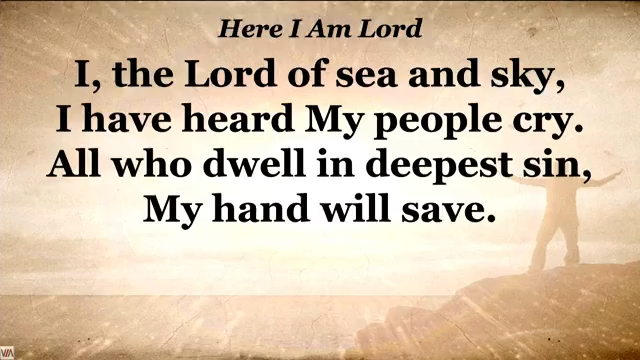 Here I Am Lord
I, the Lord of sea and sky,
I have heard My people cry.
All who dwell in deepest sin,
My hand will save.